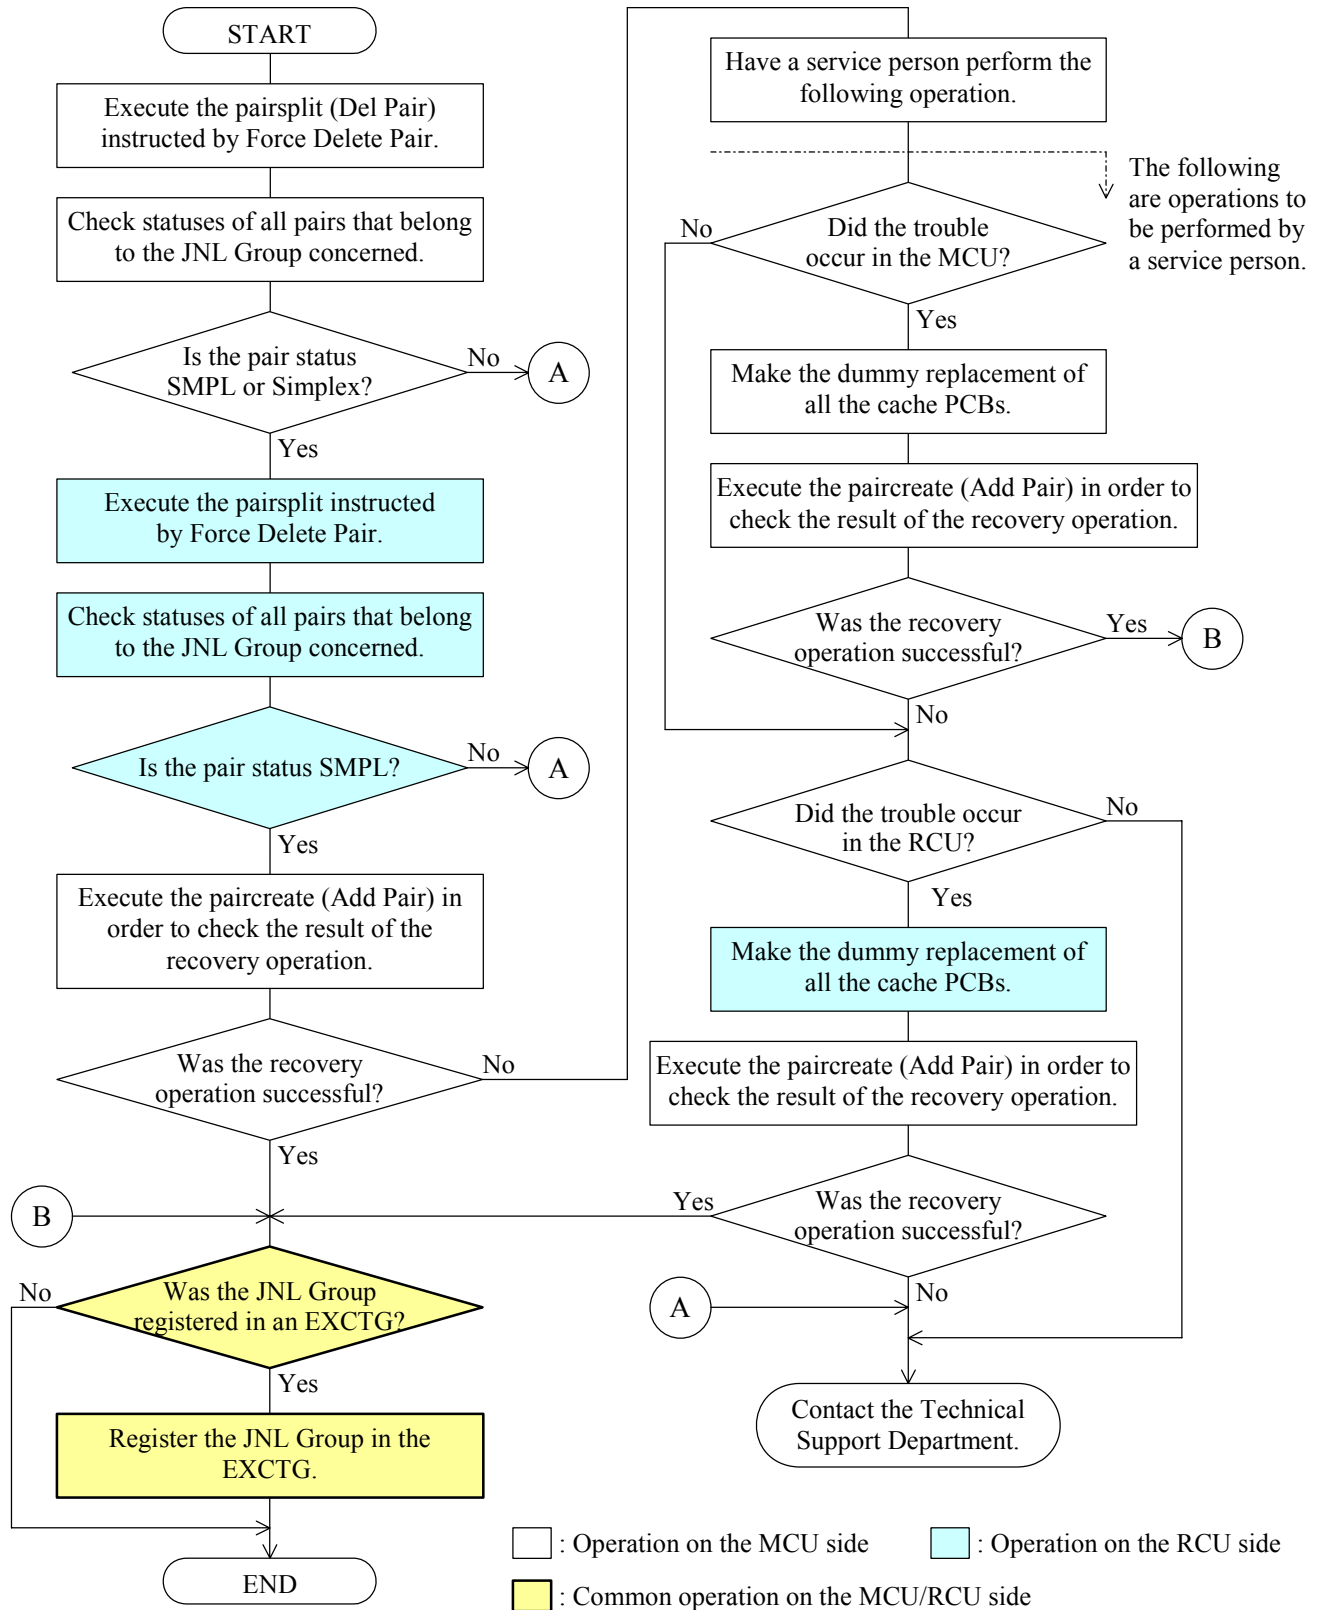 START
Execute the pairsplit (Del Pair)
instructed by Force Delete Pair.
Check statuses of all pairs that belong
to the JNL Group concerned.
Is the pair status
SMPL or Simplex?
No
A
Yes
Execute the pairsplit instructed
by Force Delete Pair.
Check statuses of all pairs that belong
to the JNL Group concerned.
Is the pair status SMPL?
No
A
Yes
Execute the paircreate (Add Pair) in
order to check the result of the
recovery operation.
Was the recovery
operation successful?
No
Yes
B
Was the JNL Group
registered in an EXCTG?
No
Yes
Register the JNL Group in the
EXCTG.
END
Have a service person perform the
following operation.
The following
are operations to
be performed by
a service person.
Did the trouble
occur in the MCU?
No
Yes
Make the dummy replacement of
all the cache PCBs.
Execute the paircreate (Add Pair) in order to
check the result of the recovery operation.
Was the recovery
operation successful?
Yes
B
No
Did the trouble occur
in the RCU?
No
Yes
Make the dummy replacement of
all the cache PCBs.
Execute the paircreate (Add Pair) in order to
check the result of the recovery operation.
Was the recovery
operation successful?
Yes
No
A
Contact the Technical
Support Department.
: Operation on the MCU side
: Operation on the RCU side
: Common operation on the MCU/RCU side